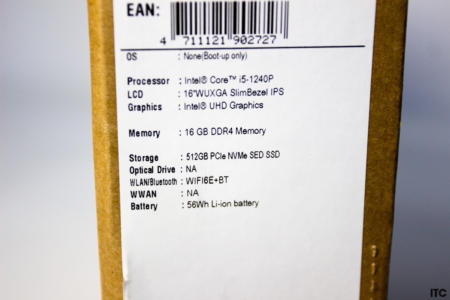 EAN:
4 711121 902727
OS : None(Boot-up only)
Processor : Intel® Core™ i5-1240P
LCD : 16"WUXGA SlimBezel IPS
Graphics : Intel® UHD Graphics
Memory : 16 GB DDR4 Memory
Storage : 512GB PCIe NVMe SED SSD
Optical Drive : NA
WLAN/Bluetooth : WIFI6E+BT
WWAN : NA
Battery : 56Wh Li-ion battery
ITC